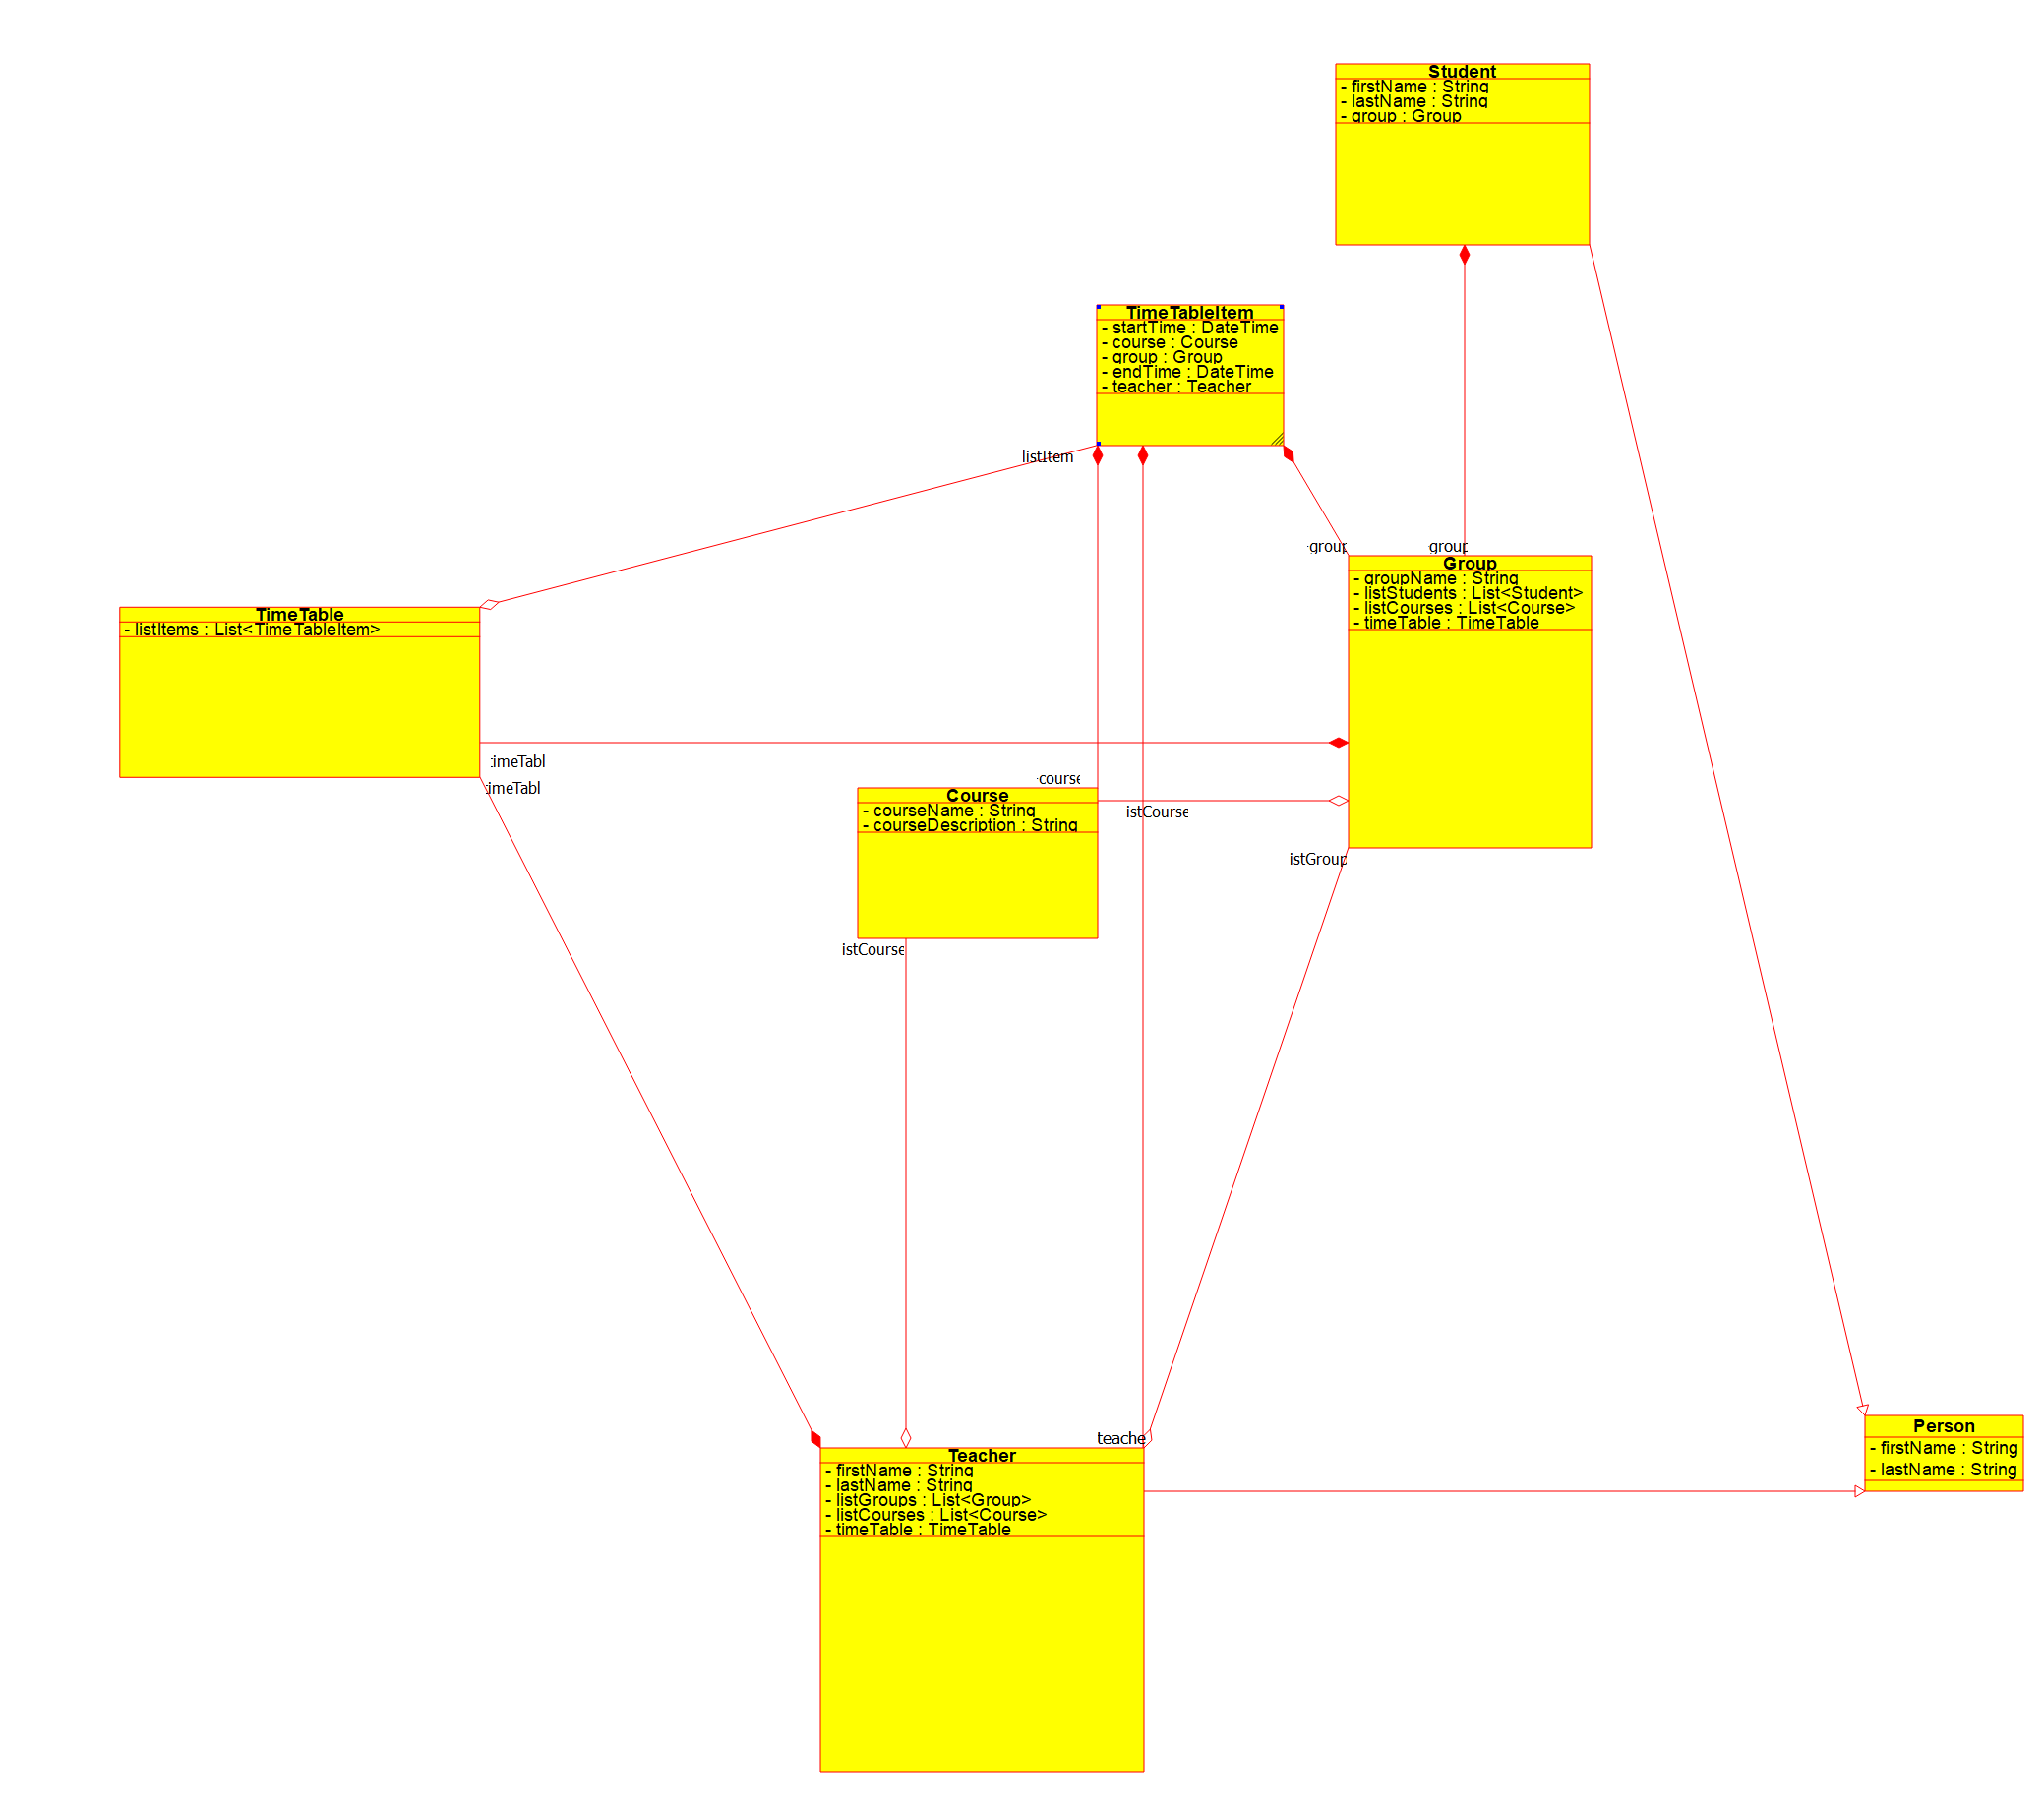 Student
- firstName : String
- lastName : String
- group : Group
TimeTableItem
- startTime : DateTime
- course : Course
- group : Group
- endTime : DateTime
- teacher : Teacher
listItem
group
group
Group
- groupName : String
- listStudents : List<Student>
- listCourses : List<Course>
- timeTable : TimeTable
TimeTable
- listItems : List<TimeTableItem>
timeTabl
timeTabl
course
Course
- courseName : String
- courseDescription : String
istCourse
istGroup
istCourse
teache
Teacher
- firstName : String
- lastName : String
- listGroups : List<Group>
- listCourses : List<Course>
- timeTable : TimeTable
Person
- firstName : String
- lastName : String